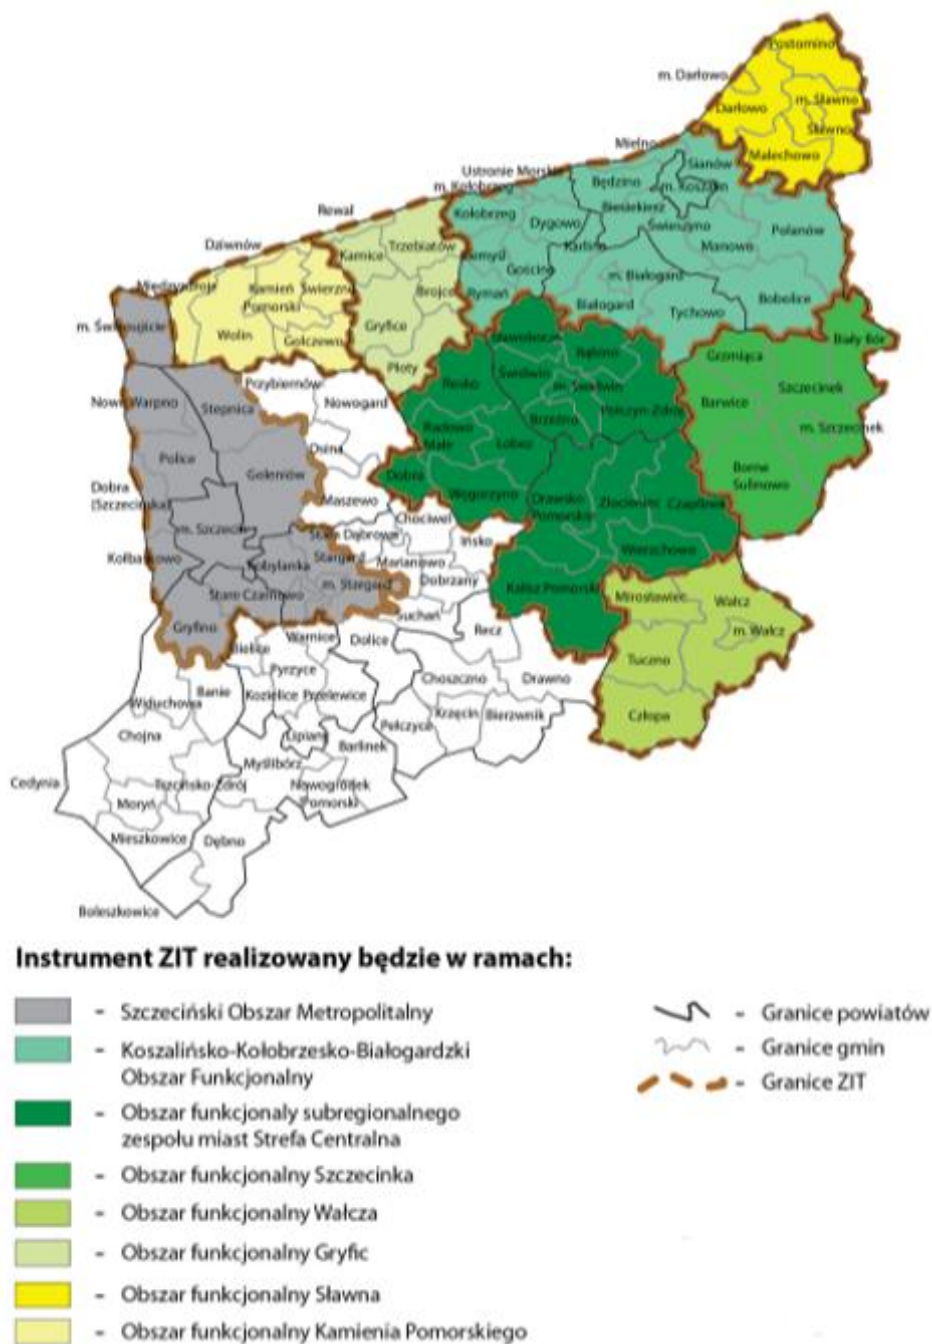 Postomino
m. Darłowo
Darłowo
m. Sławno
Sławno
Malechowo
Mielno
Sianów
Ustronie Morskie
Będzino
m. Koszalin
m. Kołobrzeg
Kołobrzeg
Biesiekierz
Dygowo
Świeszyno
Polanów
Manowo
Karlino
Rewal
Trzebiatów
Karnice
Siemyśl
Gościno
m. Białogard
Dziwnów
Międzyzdroje
Kamień
Pomorski
Świerzno
Brojce
Rymań
Białogard
Tychowo
Bobolice
m. Świnoujście
Wolin
Golczewo
Gryfice
Płoty
Sławoborze
Rąbino
Grzmiąca
Biały Bór
Przybiernów
Resko
Świdwin
m. Świdwin
Szczecinek
Nowe Warpno
Stepnica
Nowogard
Brzeżno
Połczyn-Zdrój
Barwice
m. Szczecinek
Radowo
Małe
Łobez
Osina
Police
Goleniów
Dobra
Borne
Sulinowo
Dobra
(Szczecińska)
Maszewo
Węgorzyno
Drawsko
Pomorskie
Złocieniec
Czaplinek
Chociwel
m. Szczecin
Stara Dąbrowa
Ińsko
Wierzchowo
Kołbaskowo
Kobylanka
Stargard
Marianowo
m. Stargard
Dobrzany
Kalisz Pomorski
Mirosławiec
Wałcz
Stare Czarnowo
Suchań
m. Wałcz
Gryfino
Warnice
Dolice
Recz
Bielice
Tuczno
Pyrzyce
Choszczno
Drawno
Banie
Kozielice
Przelewice
Widuchowa
Krzęcin
Bierzwnik
Człopa
Pełczyce
Chojna
Lipiany
Barlinek
Myślibórz
Cedynia
Trzcińsko-Zdrój
Nowogródek
Pomorski
Moryń
Mieszkowice
Dębno
Boleszkowice
Instrument ZIT realizowany będzie w ramach:
- Szczeciński Obszar Metropolitalny
- Koszalińsko-Kołobrzesko-Białogardzki
Obszar Funkcjonalny
- Obszar funkcjonaly subregionalnego
zespołu miast Strefa Centralna
- Obszar funkcjonalny Szczecinka
- Obszar funkcjonalny Wałcza
- Obszar funkcjonalny Gryfic
- Obszar funkcjonalny Sławna
- Obszar funkcjonalny Kamienia Pomorskiego
- Granice powiatów
- Granice gmin
- Granice ZIT